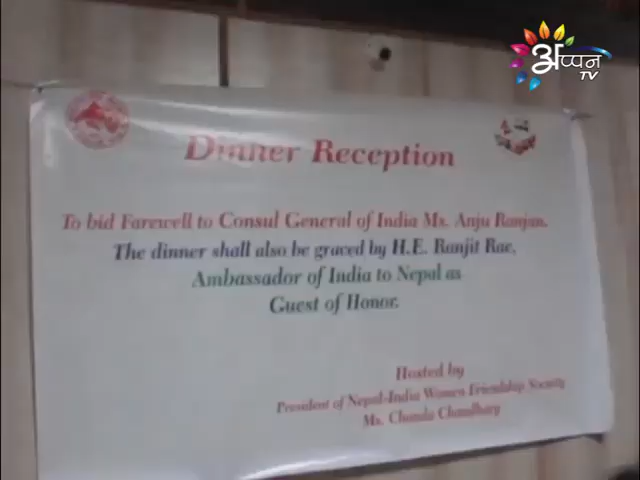 अप्पन
TV
Dinner Reception
To bid Farewell to Consul General of India Ms. Anju Ranjan.
The dinner shall also be graced by H.E. Ranjit Rae,
Ambassador of India to Nepal as
Guest of Honor.
Hosted by
President of Nepal-India Women Friendship Society
Ms. Chanda Chaudhary